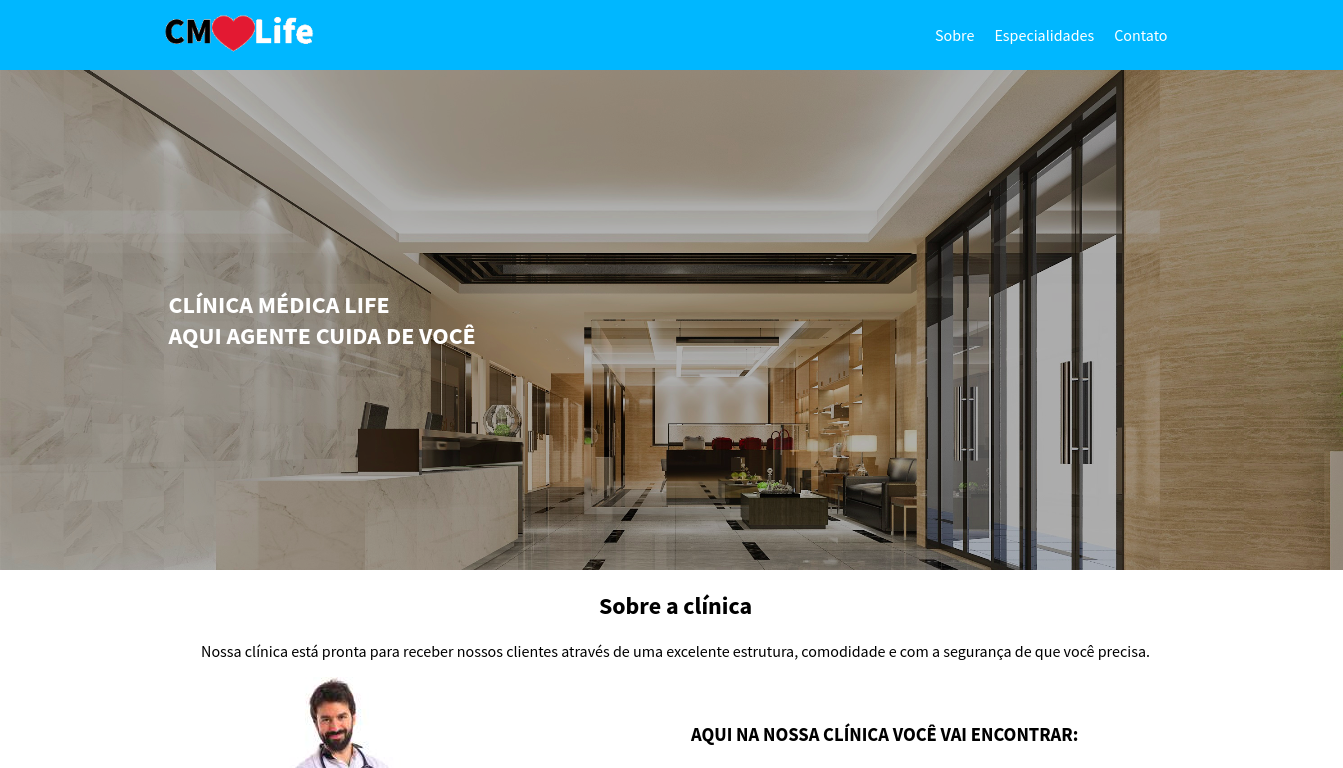 CM Life
Sobre Especialidades Contato
CLÍNICA MÉDICA LIFE
AQUI AGENTE CUIDA DE VOCÊ
Sobre a clínica
Nossa clínica está pronta para receber nossos clientes através de uma excelente estrutura, comodidade e com a segurança de que você precisa.
AQUI NA NOSSA CLÍNICA VOCÊ VAI ENCONTRAR: